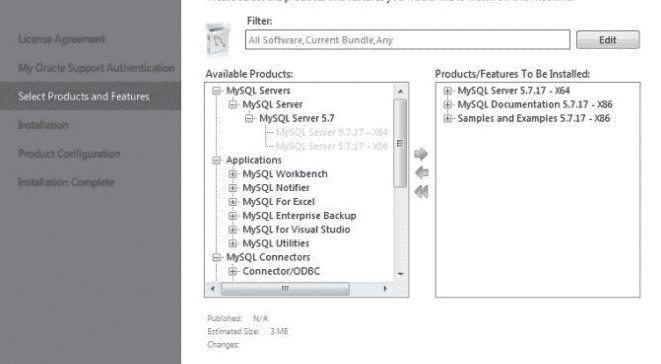 License Agreement
My Oracle Support Authentication
Select Products and Features
Installation
Product Configuration
Installation Complete
Filter:
All Software,Current Bundle,Any
Edit
Available Products:
MySQL Servers
MySQL Server
MySQL Server 5.7
MySQL Server 5.7.17 - X64
MySQL Server 5.7.17 - X86
Applications
MySQL Workbench
MySQL Notifier
MySQL For Excel
MySQL Enterprise Backup
MySQL for Visual Studio
MySQL Utilities
MySQL Connectors
Connector/ODBC
Products/Features To Be Installed:
MySQL Server 5.7.17 - X64
MySQL Documentation 5.7.17 - X86
Samples and Examples 5.7.17 - X86
Published: N/A
Estimated Size: 3 MB
Changes: